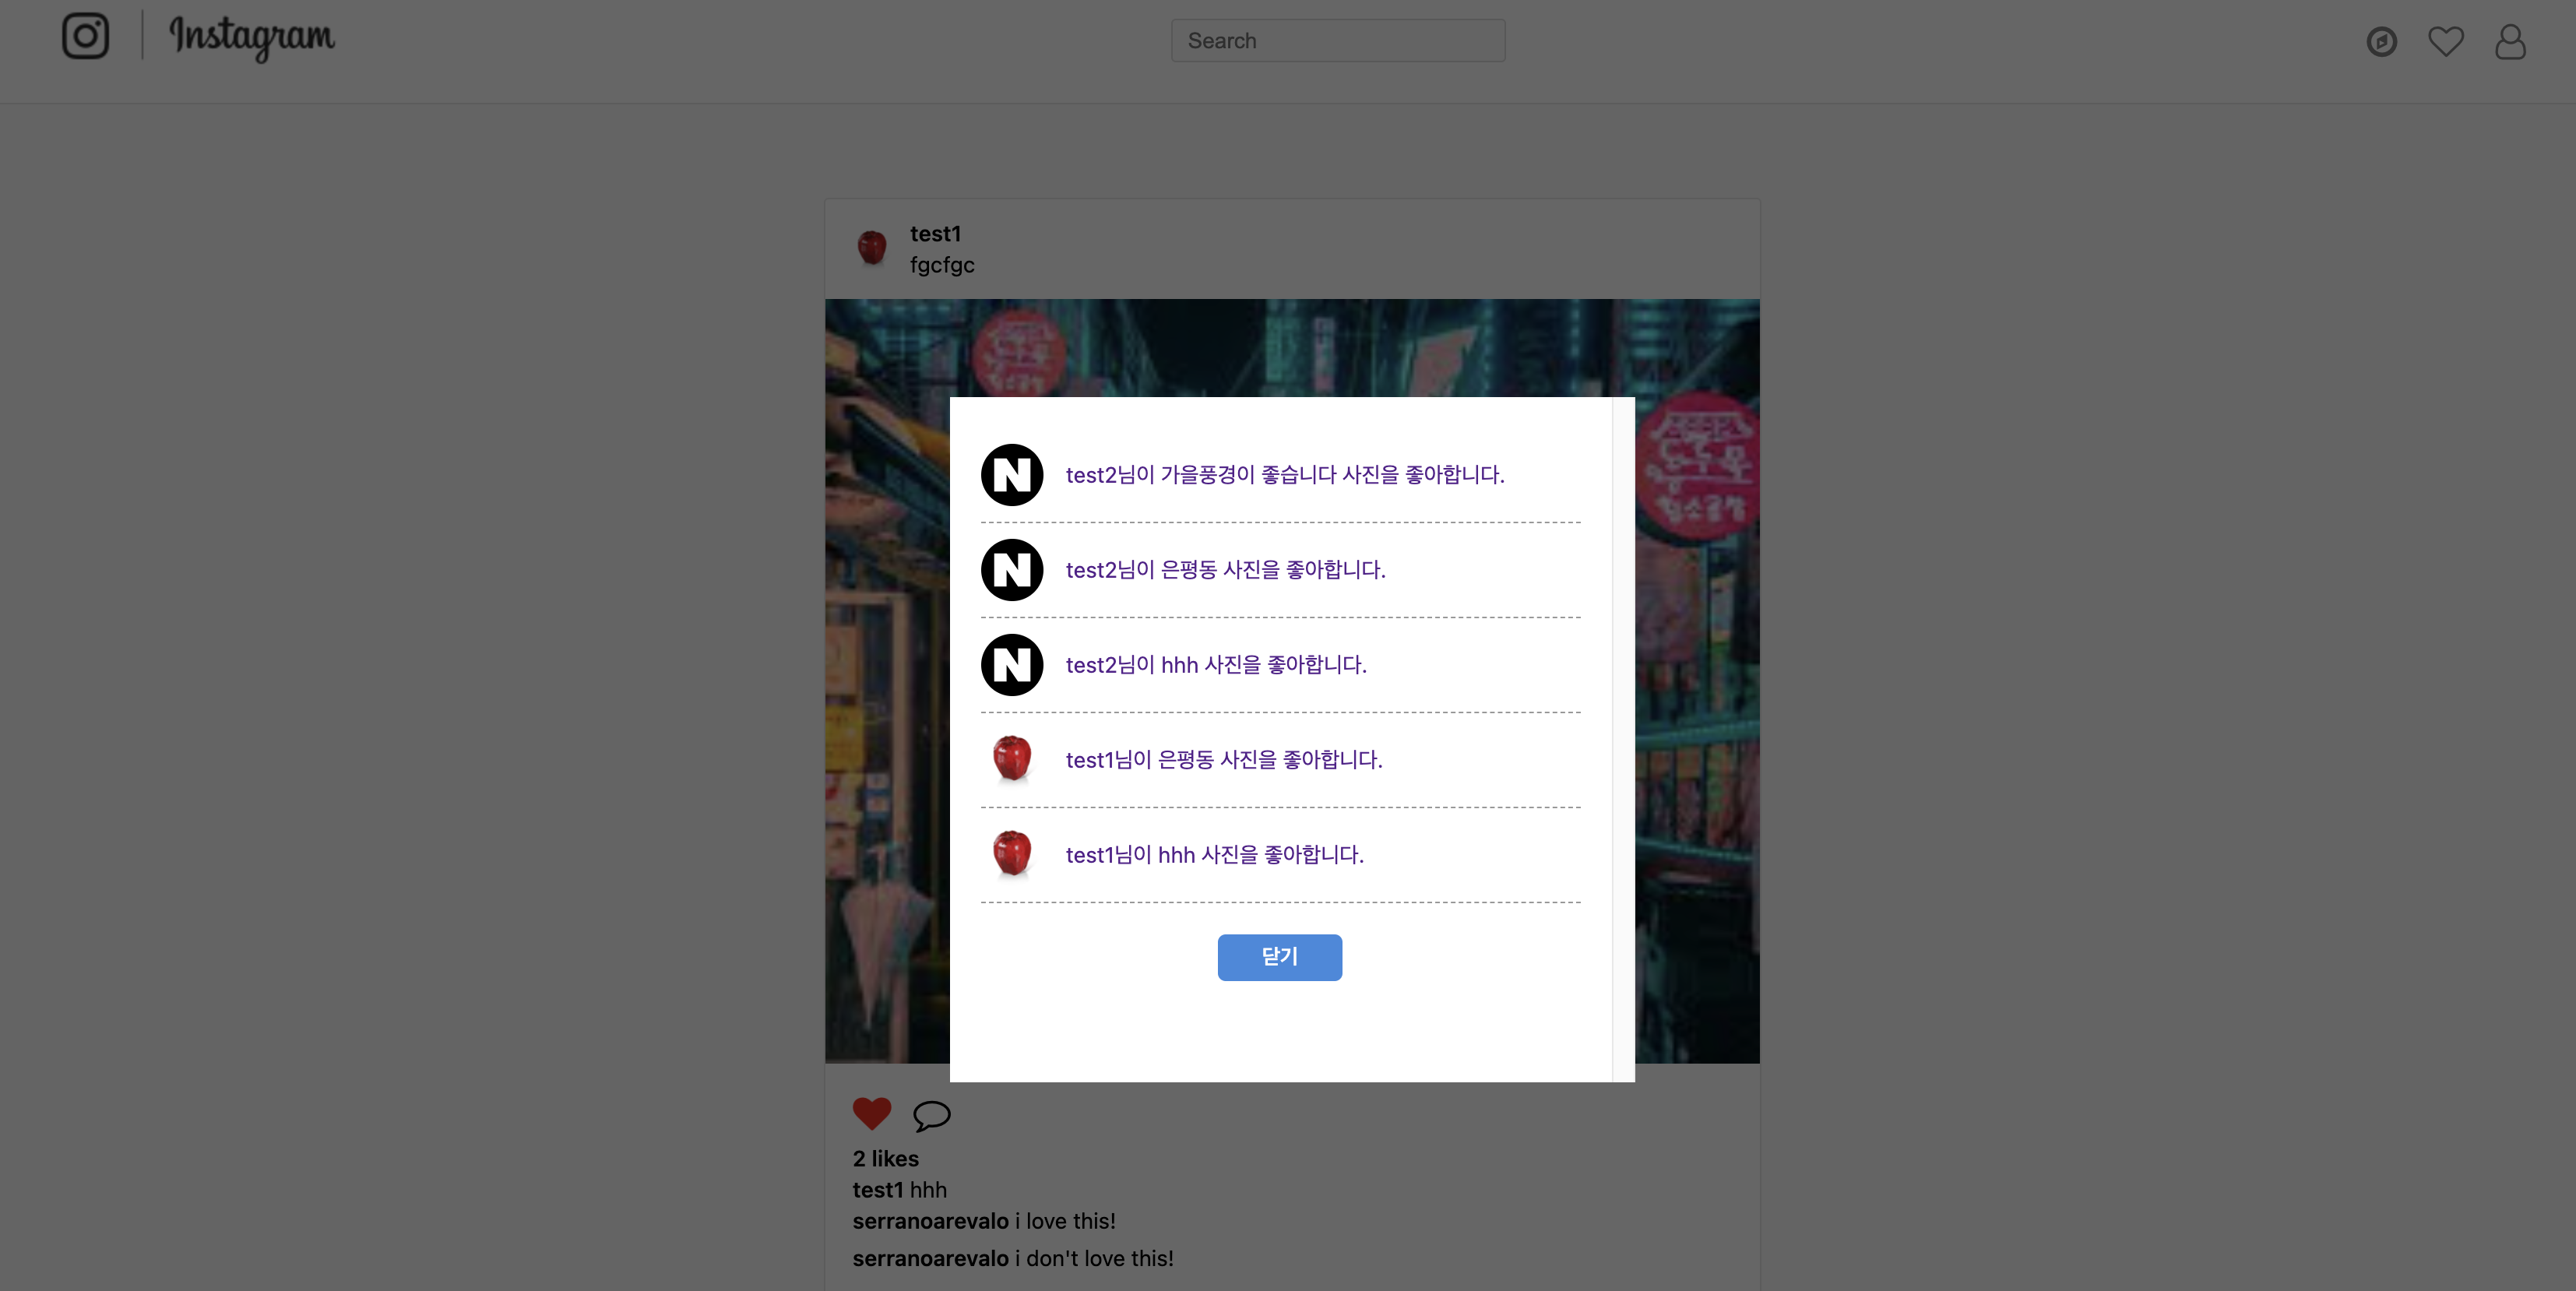 Instagram
Search
test1
fgcfgc
N test2님이 가을풍경이 좋습니다 사진을 좋아합니다.
N test2님이 은평동 사진을 좋아합니다.
N test2님이 hhh 사진을 좋아합니다.
test1님이 은평동 사진을 좋아합니다.
test1님이 hhh 사진을 좋아합니다.
닫기
2 likes
test1 hhh
serranoarevalo i love this!
serranoarevalo i don't love this!